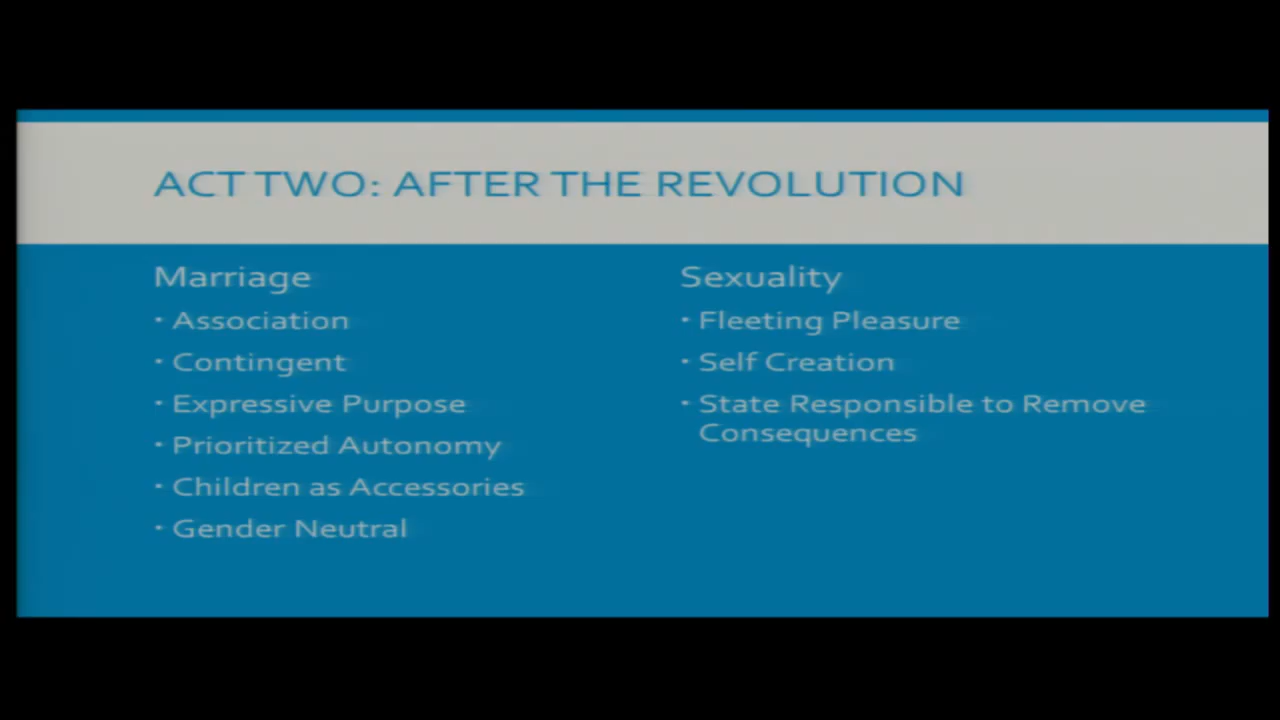 ACT TWO: AFTER THE REVOLUTION
Marriage
· Association
· Contingent
· Expressive Purpose
· Prioritized Autonomy
· Children as Accessories
· Gender Neutral
Sexuality
· Fleeting Pleasure
· Self Creation
· State Responsible to Remove
Consequences